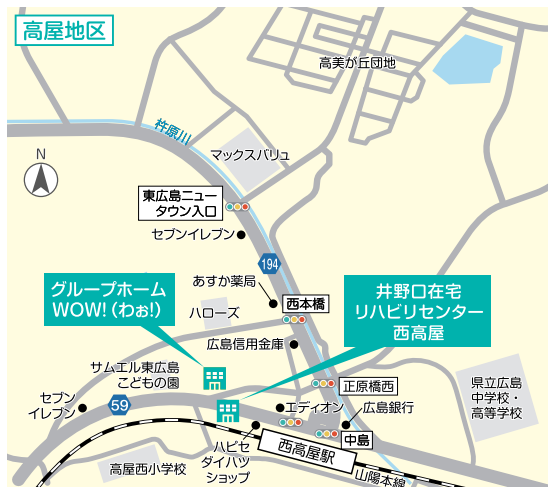 高屋地区
高美が丘団地
杵原川
マックスバリュ
N
東広島ニュー
タウン入口
セブンイレブン
194
あすか薬局
西本橋
グループホーム
WOW!(わぉ!)
井野口在宅
リハビリセンター
西高屋
ハローズ
広島信用金庫
サムエル東広島
こどもの園
正原橋西
県立広島
中学校・
高等学校
セブン
イレブン
59
エディオン
広島銀行
中島
ハピセ
ダイハツ
ショップ
西高屋駅
高屋西小学校
山陽本線